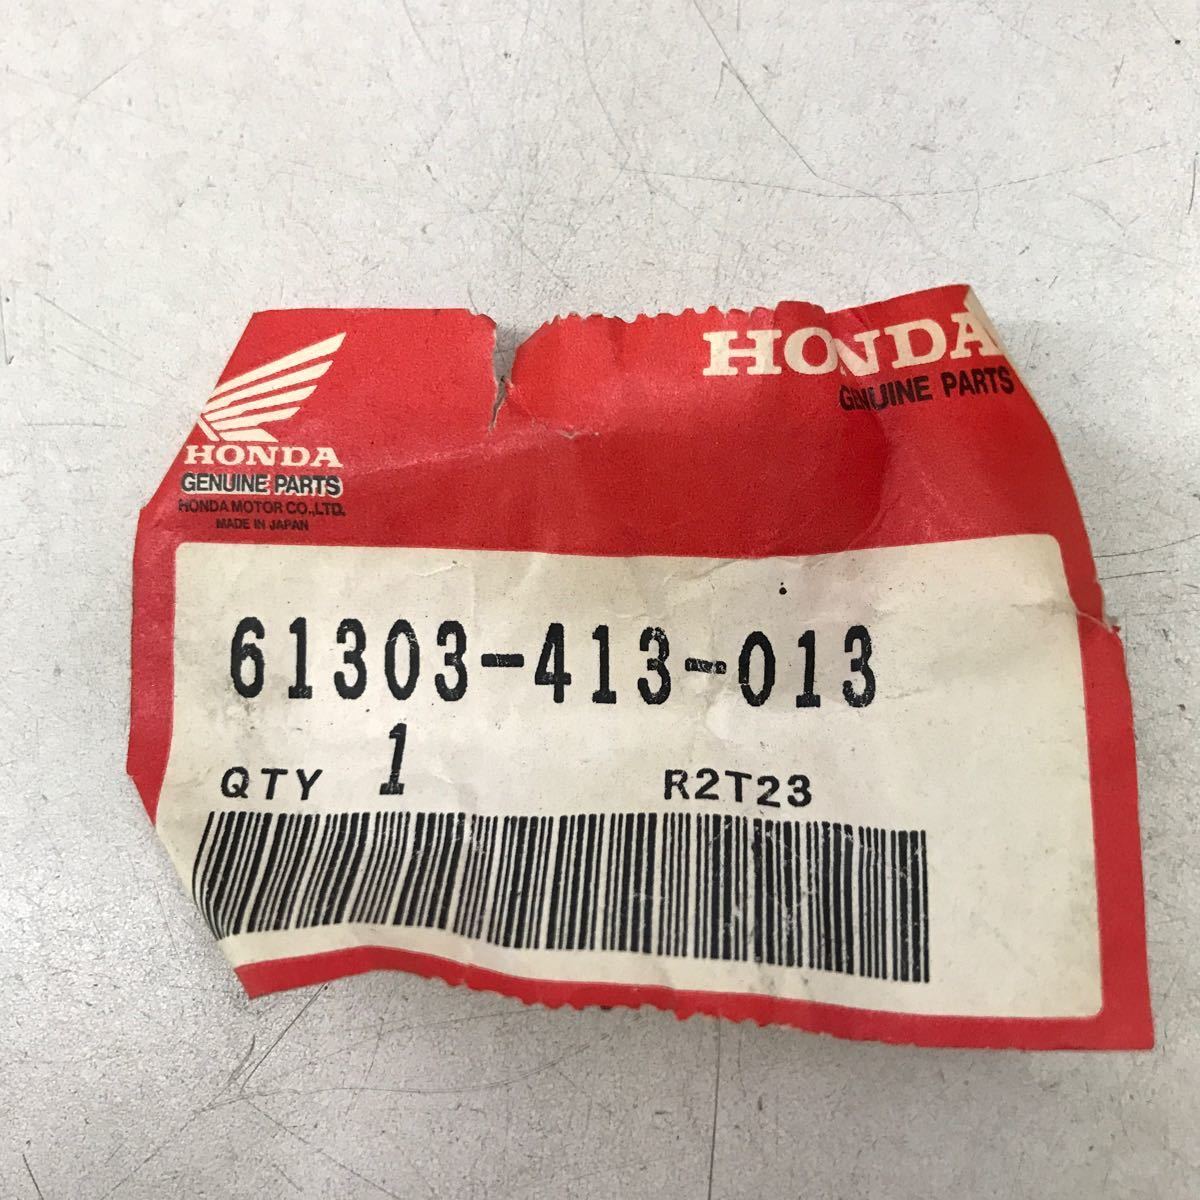 HONDA
GENUINE PARTS
HONDA
GENUINE PARTS
HONDA MOTOR CO.,LTD.
MADE IN JAPAN
61303-413-013
QTY 1 R2T23